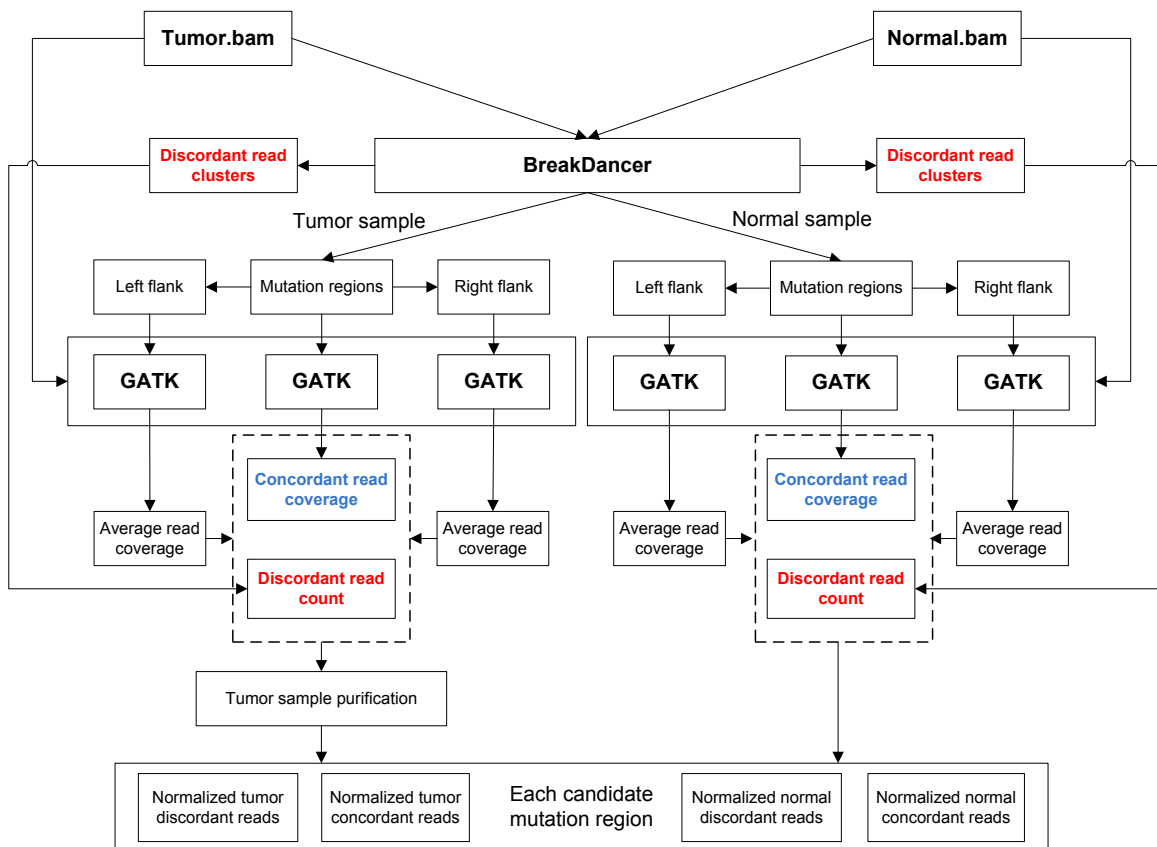 Tumor.bam
Normal.bam
Discordant read
clusters
BreakDancer
Discordant read
clusters
Tumor sample
Normal sample
Left flank
Mutation regions
Right flank
Left flank
Mutation regions
Right flank
GATK
GATK
GATK
GATK
GATK
GATK
Concordant read
coverage
Concordant read
coverage
Average read
coverage
Average read
coverage
Average read
coverage
Average read
coverage
Discordant read
count
Discordant read
count
Tumor sample purification
Normalized tumor
discordant reads
Normalized tumor
concordant reads
Each candidate
mutation region
Normalized normal
discordant reads
Normalized normal
concordant reads